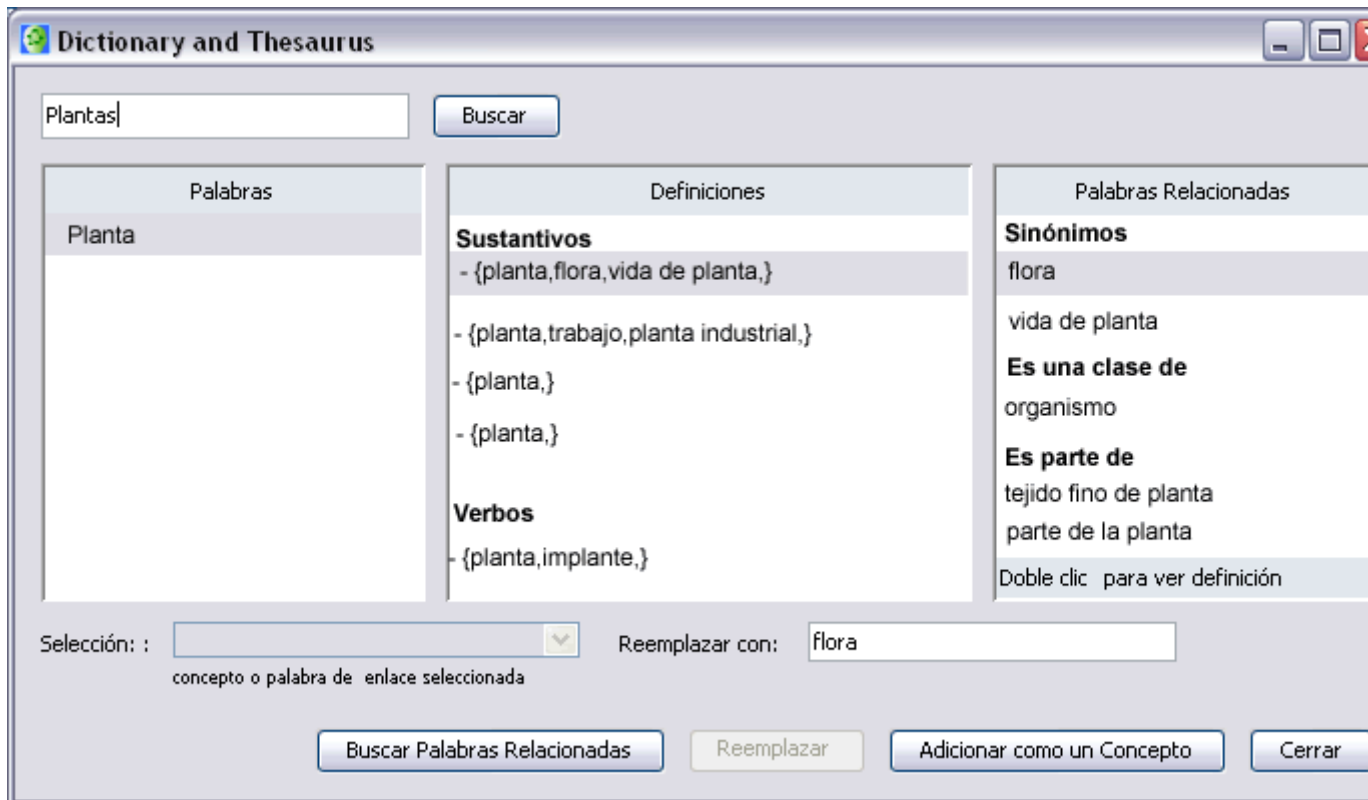 Dictionary and Thesaurus
Plantas
Buscar
Palabras
Planta
Definiciones
Sustantivos
- {planta,flora,vida de planta,}
- {planta,trabajo,planta industrial,}
- {planta,}
- {planta,}
Verbos
- {planta,implante,}
Palabras Relacionadas
Sinónimos
flora
vida de planta
Es una clase de
organismo
Es parte de
tejido fino de planta
parte de la planta
Doble clic para ver definición
Selección: :
concepto o palabra de enlace seleccionada
Reemplazar con:
flora
Buscar Palabras Relacionadas
Reemplazar
Adicionar como un Concepto
Cerrar